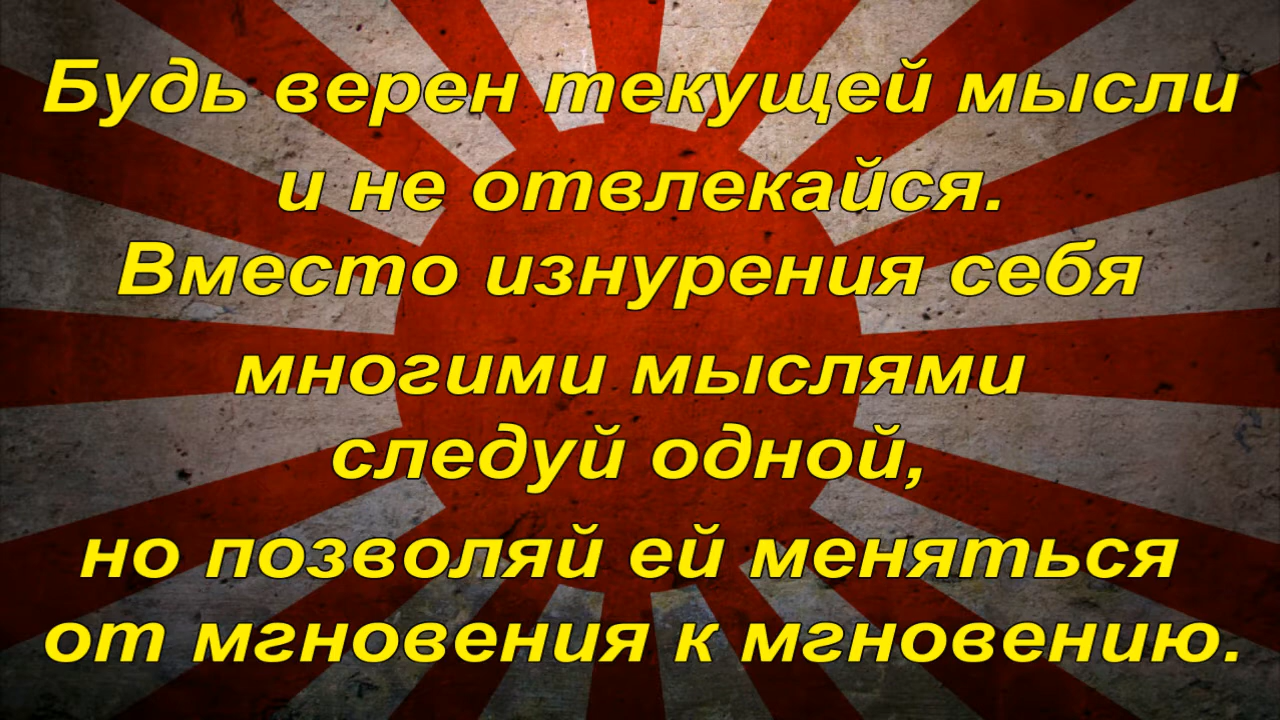 Будь верен текущей мысли
и не отвлекайся.
Вместо изнурения себя
многими мыслями
следуй одной,
но позволяй ей меняться
от мгновения к мгновению.